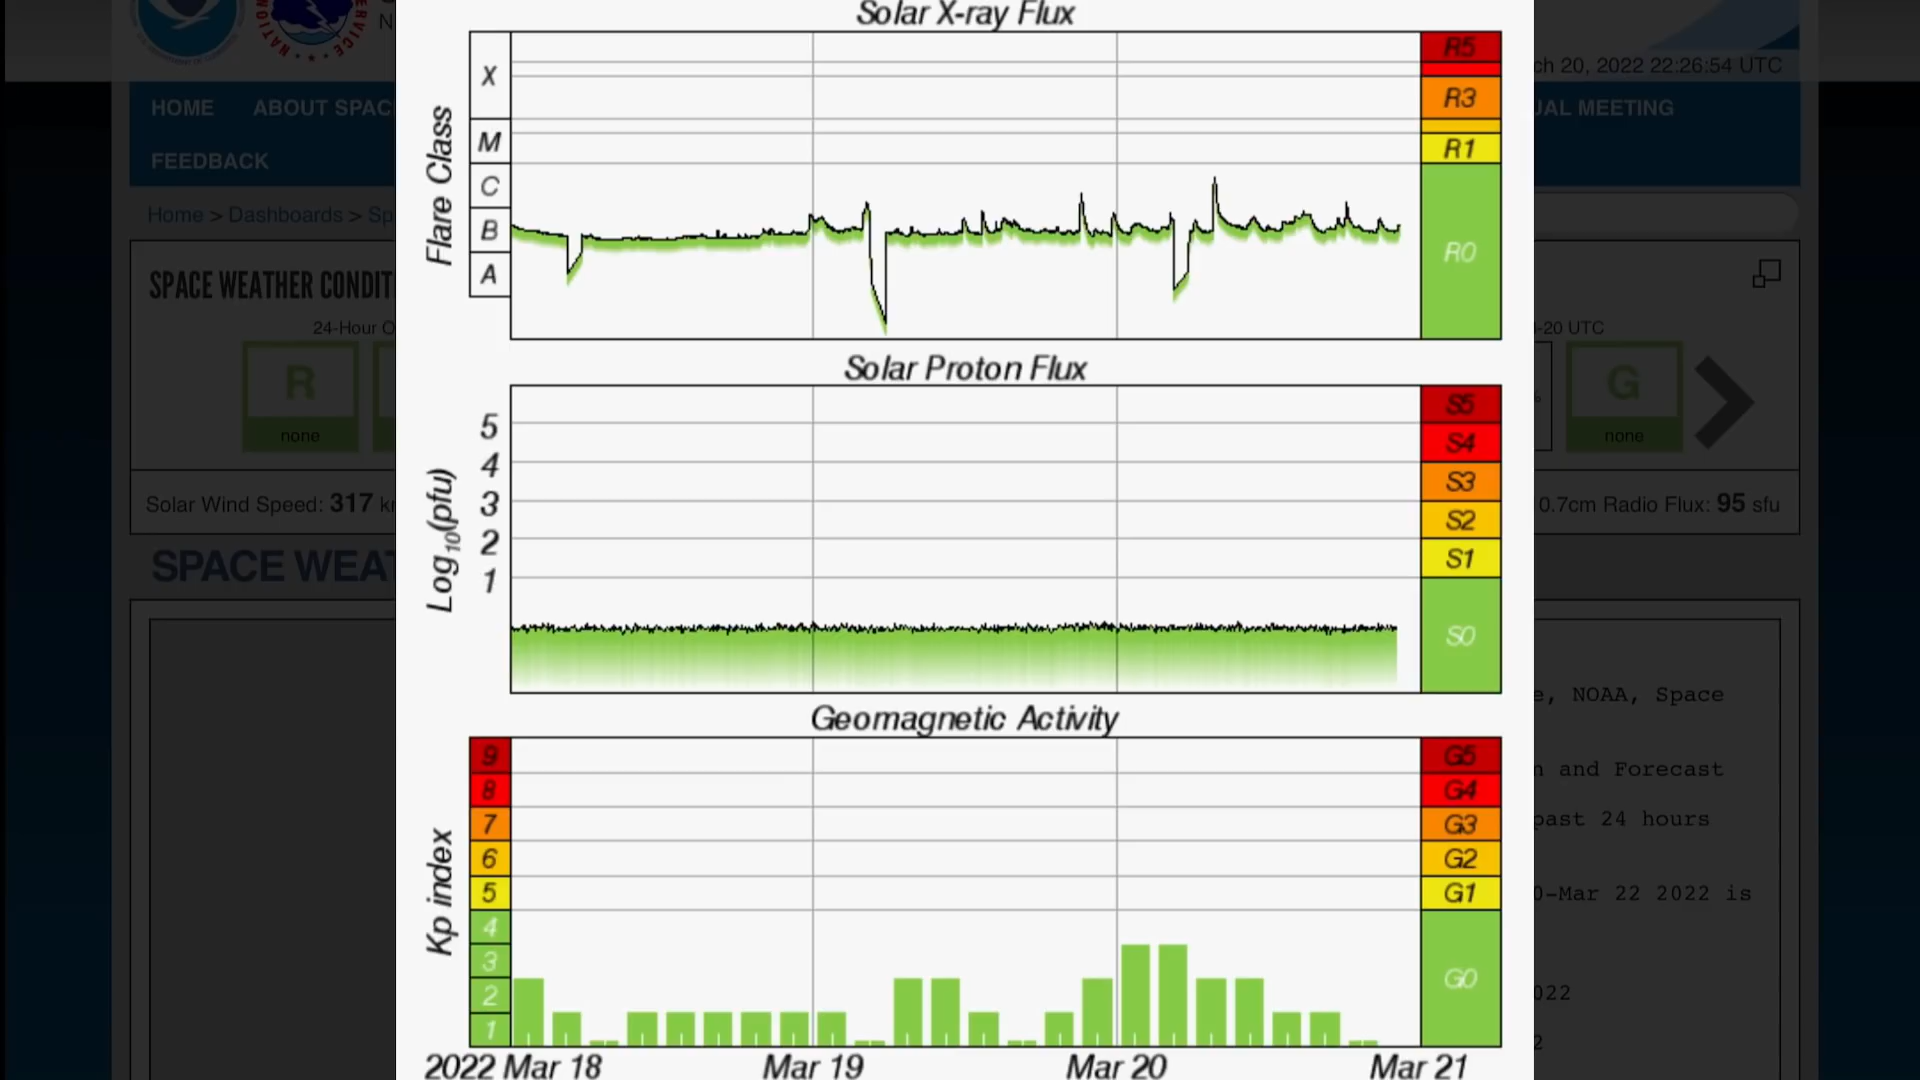 Solar X-ray Flux
Flare Class
X
M
C
B
A
R5
R3
R1
R0
Solar Proton Flux
Log10(pfu)
5
4
3
2
1
S5
S4
S3
S2
S1
S0
Geomagnetic Activity
Kp index
9
8
7
6
5
4
3
2
1
G5
G4
G3
G2
G1
G0
2022 Mar 18
Mar 19
Mar 20
Mar 21
ch 20, 2022 22:26:54 UTC
HOME
ABOUT SPAC
UAL MEETING
FEEDBACK
Home > Dashboards > Sp
SPACE WEATHER CONDIT
24-Hour O
-20 UTC
R
none
G
none
Solar Wind Speed: 317 k
0.7cm Radio Flux: 95 sfu
SPACE WEAT
e, NOAA, Space
n and Forecast
past 24 hours
0-Mar 22 2022 is
022
2